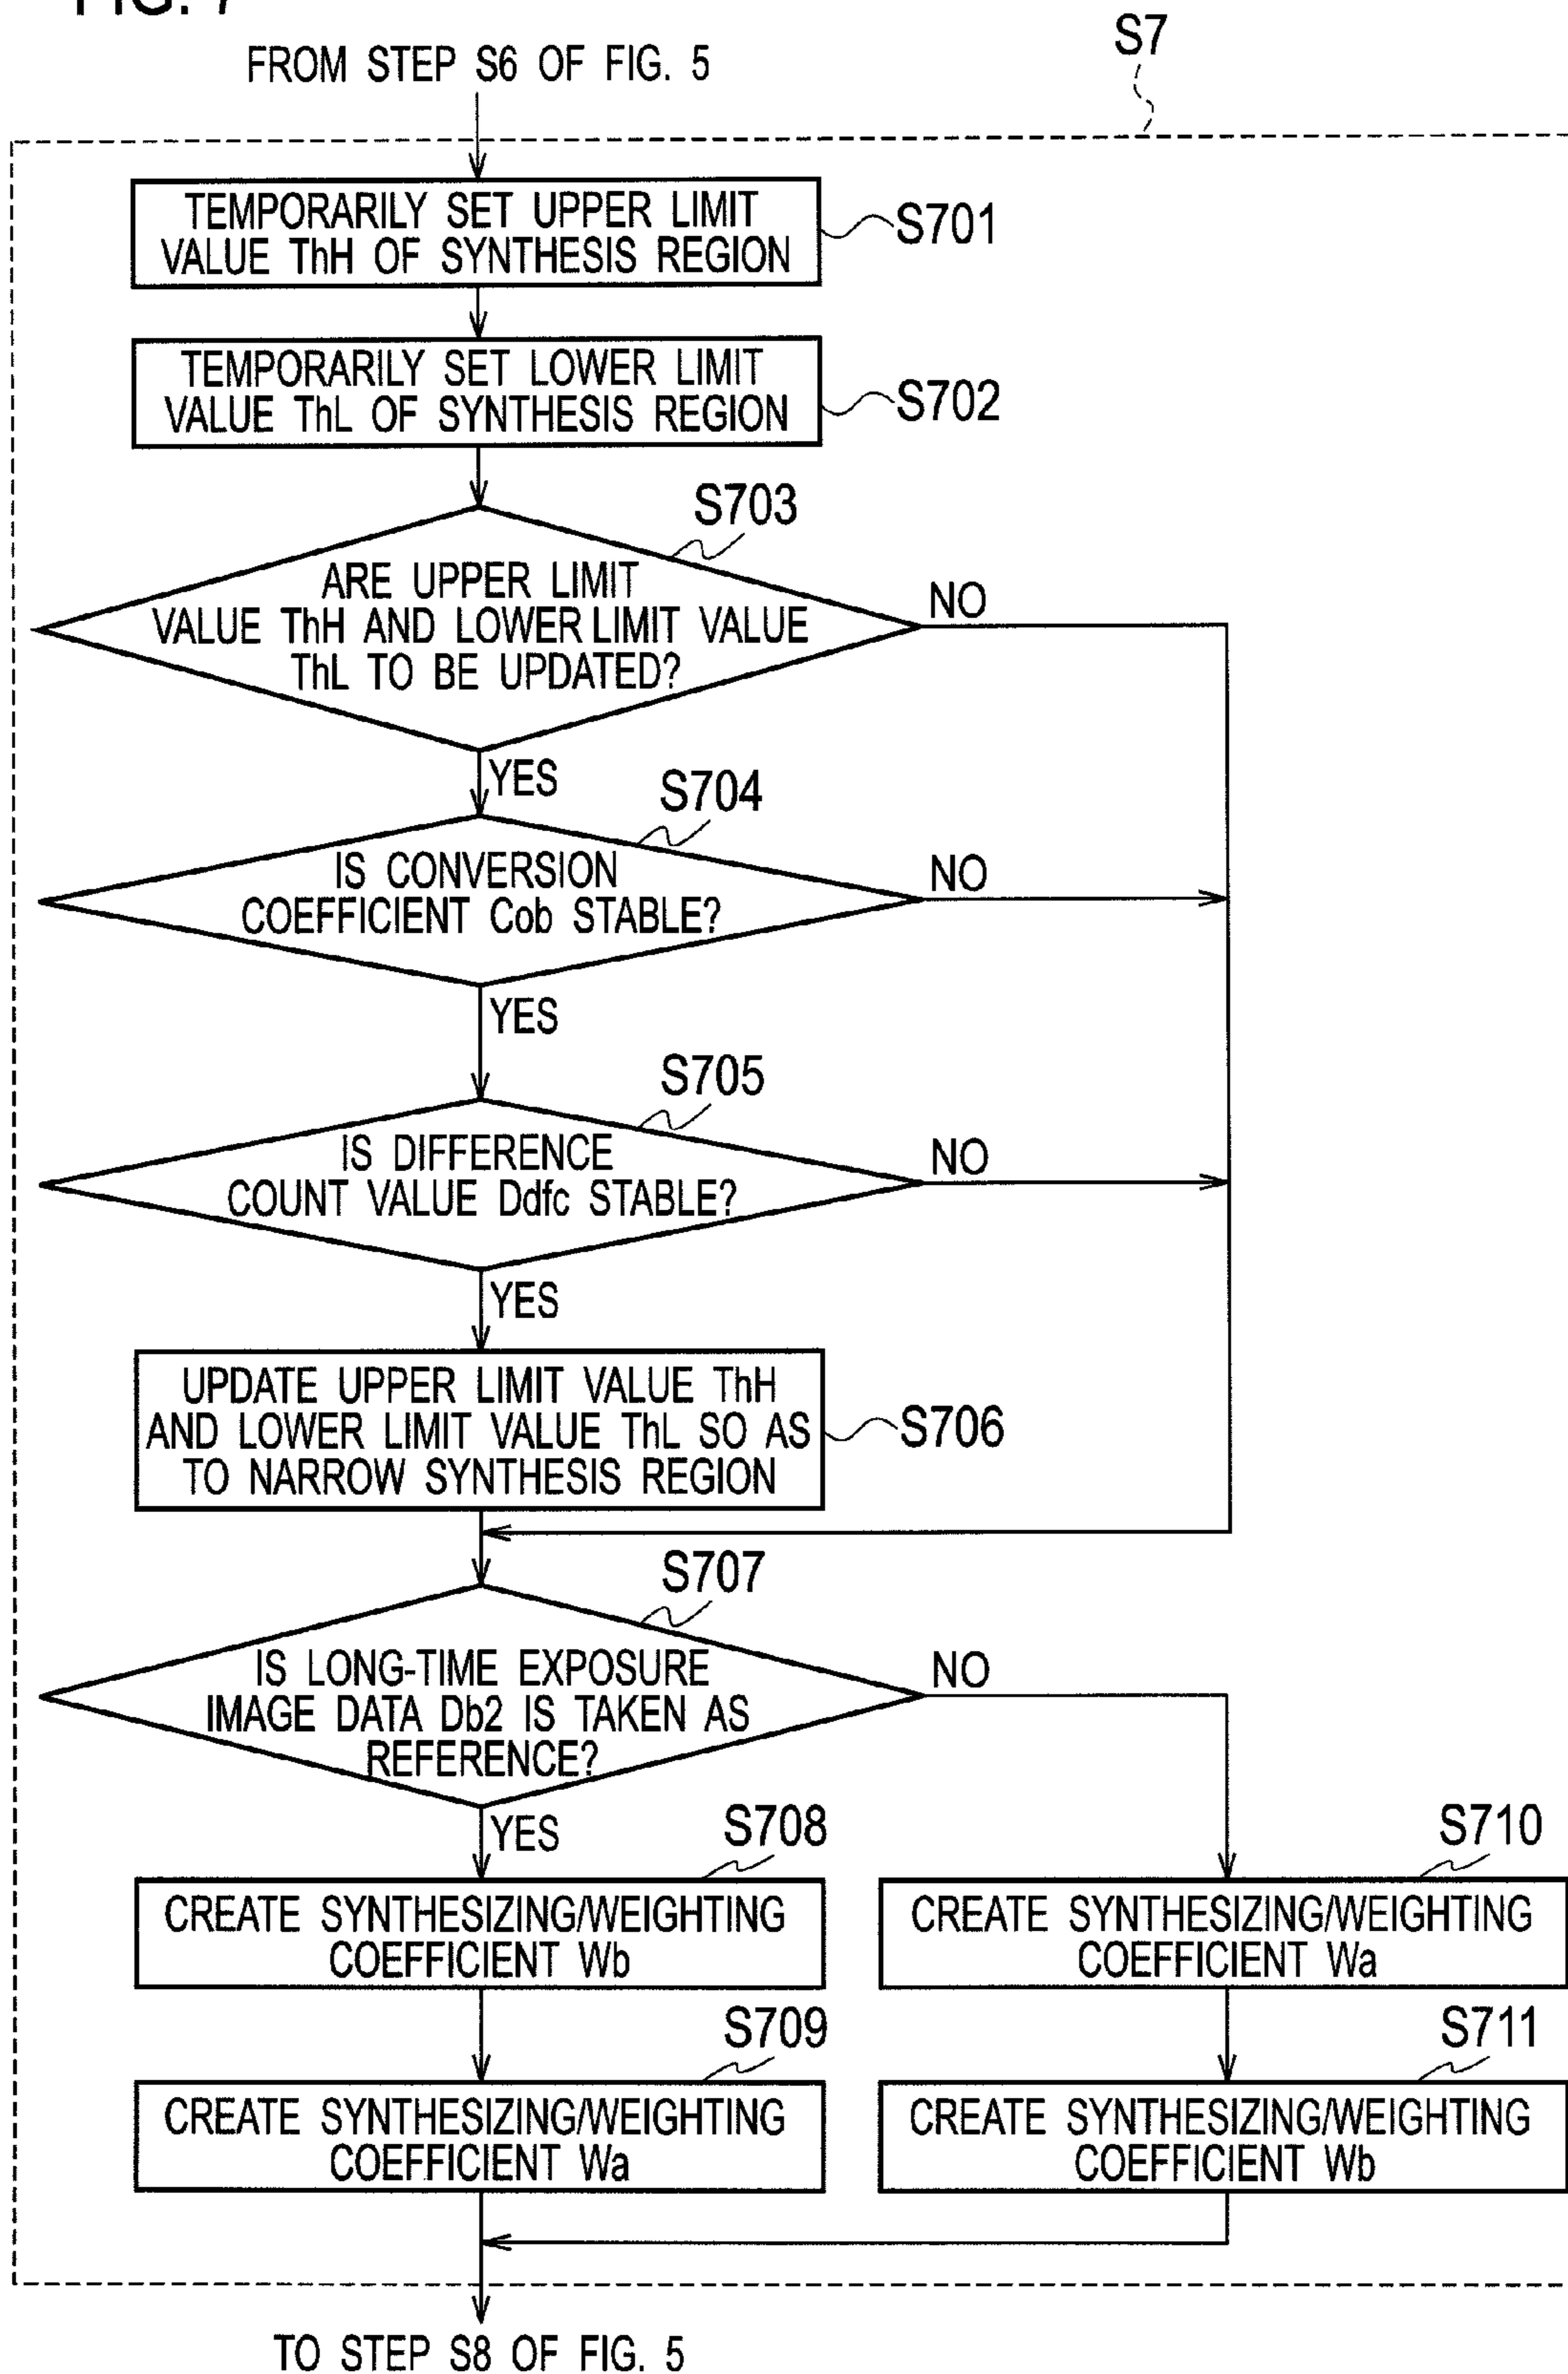 FIG. 7
S7
FROM STEP S6 OF FIG. 5
TEMPORARILY SET UPPER LIMIT
VALUE ThH OF SYNTHESIS REGION
S701
TEMPORARILY SET LOWER LIMIT
VALUE ThL OF SYNTHESIS REGION
S702
S703
ARE UPPER LIMIT
VALUE ThH AND LOWER LIMIT VALUE
ThL TO BE UPDATED?
NO
YES
S704
IS CONVERSION
COEFFICIENT Cob STABLE?
NO
YES
S705
IS DIFFERENCE
COUNT VALUE Ddfc STABLE?
NO
YES
UPDATE UPPER LIMIT VALUE ThH
AND LOWER LIMIT VALUE ThL SO AS
TO NARROW SYNTHESIS REGION
S706
S707
IS LONG-TIME EXPOSURE
IMAGE DATA Db2 IS TAKEN AS
REFERENCE?
NO
YES
S708
CREATE SYNTHESIZING/WEIGHTING
COEFFICIENT Wb
S710
CREATE SYNTHESIZING/WEIGHTING
COEFFICIENT Wa
S709
CREATE SYNTHESIZING/WEIGHTING
COEFFICIENT Wa
S711
CREATE SYNTHESIZING/WEIGHTING
COEFFICIENT Wb
TO STEP S8 OF FIG. 5